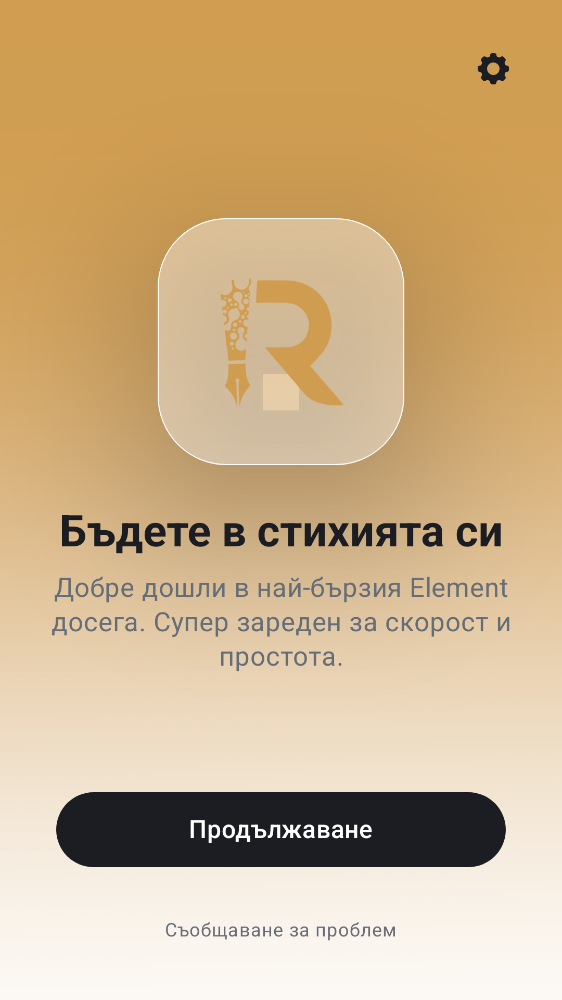 R
Бъдете в стихията си
Добре дошли в най-бързия Element
досега. Супер зареден за скорост и
простота.
Продължаване
Съобщаване за проблем